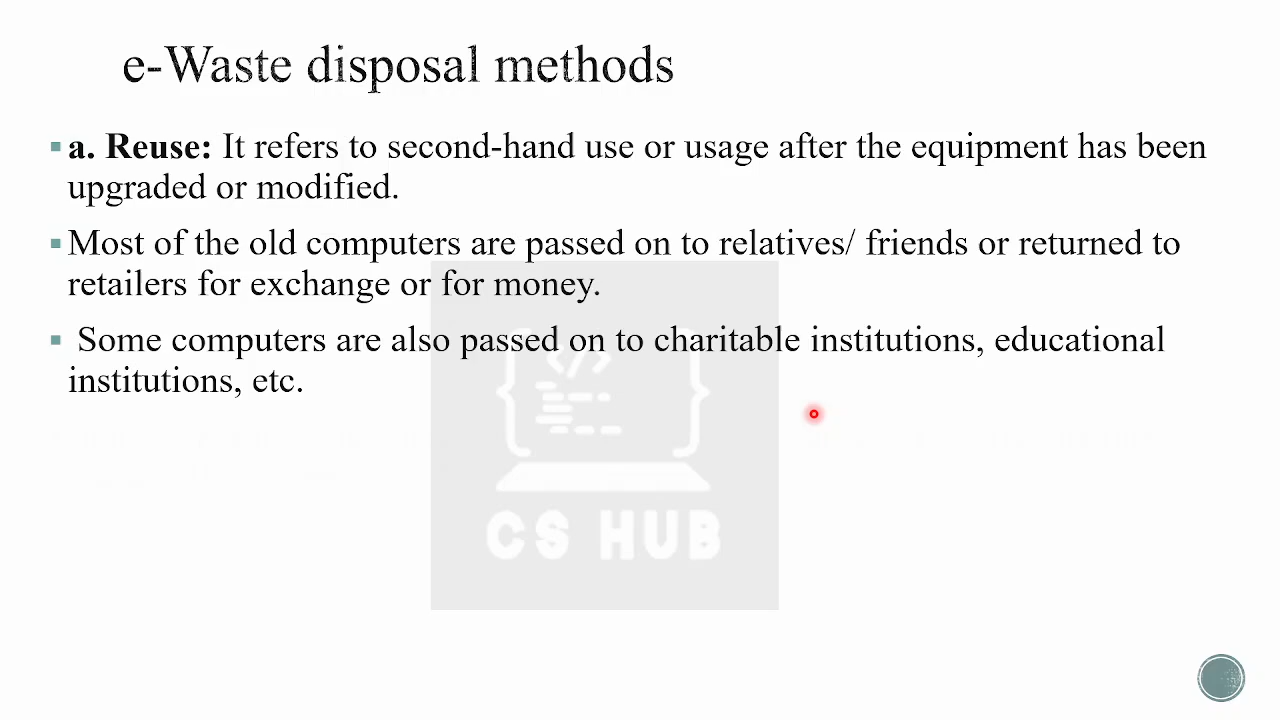 e-Waste disposal methods
a. Reuse: It refers to second-hand use or usage after the equipment has been
upgraded or modified.
Most of the old computers are passed on to relatives/ friends or returned to
retailers for exchange or for money.
Some computers are also passed on to charitable institutions, educational
institutions, etc.
CS HUB